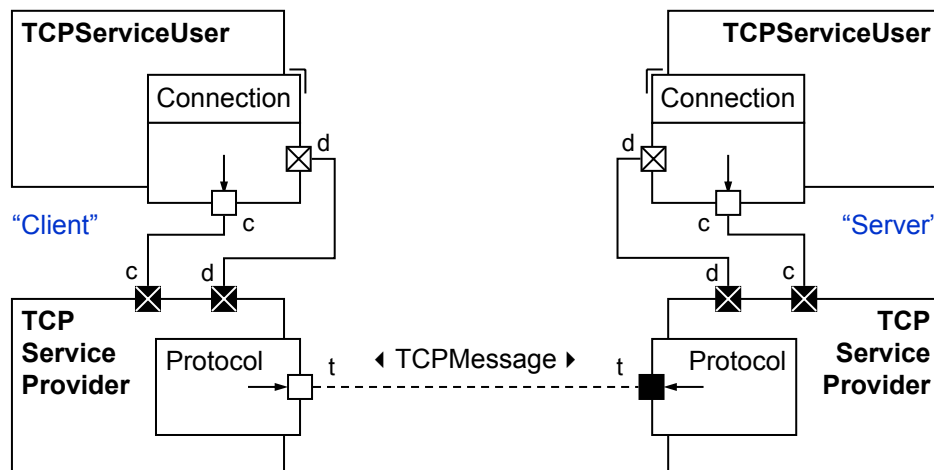 TCPServiceUser
TCPServiceUser
Connection
Connection
d
d
“Client”
c
c
“Server”
c
d
d
c
TCP
Service
Provider
TCP
Service
Provider
Protocol
t
TCPMessage
t
Protocol